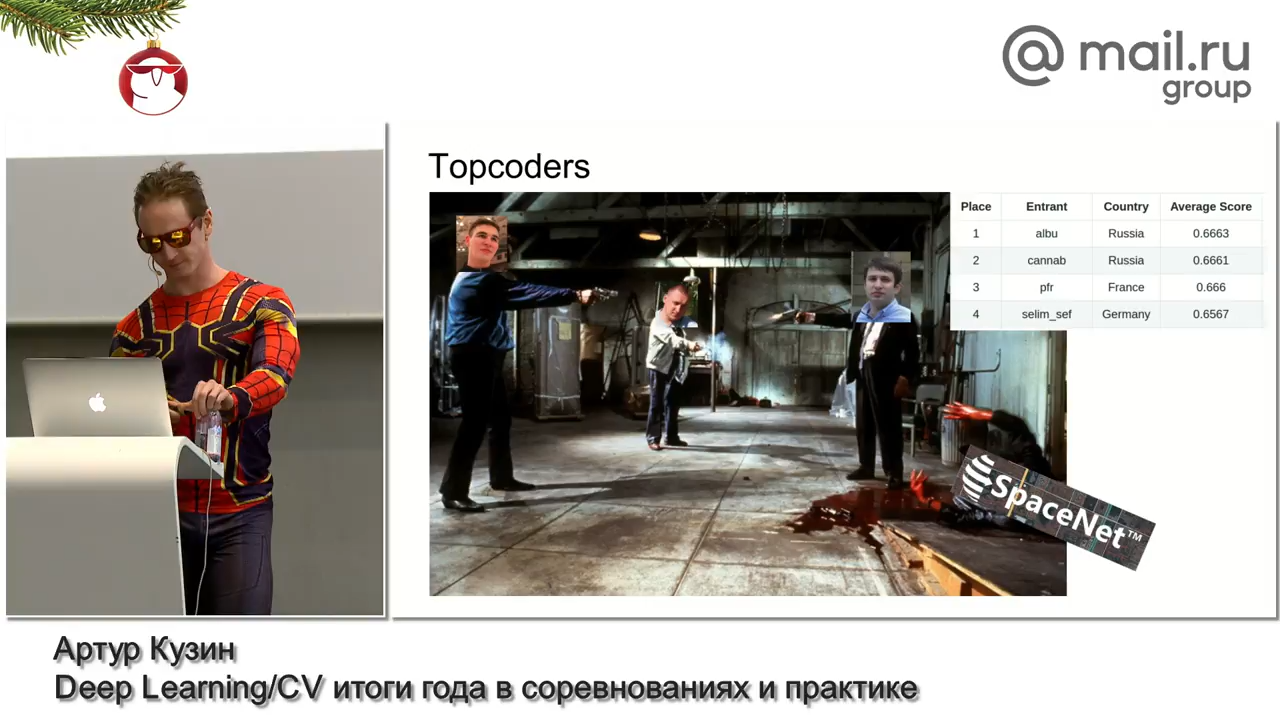 @ mail.ru
group
Topcoders
Place Entrant Country Average Score
1 albu Russia 0.6663
2 cannab Russia 0.6661
3 pfr France 0.666
4 selim_sef Germany 0.6567
SpaceNet™
Артур Кузин
Deep Learning/CV итоги года в соревнованиях и практике